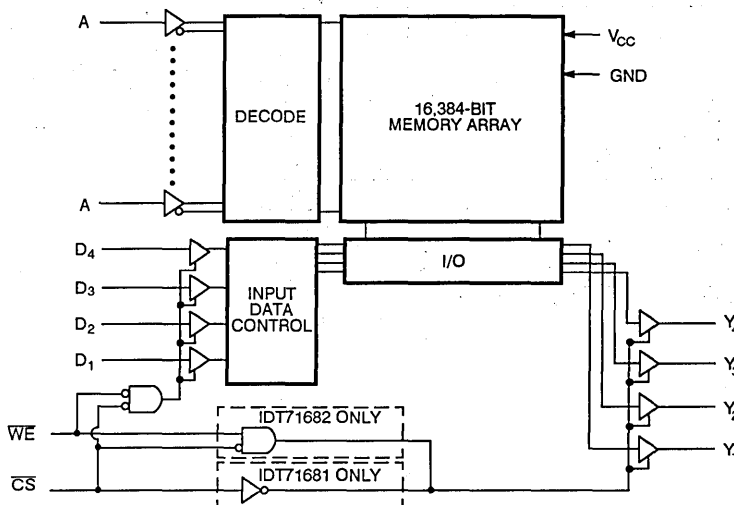 A
DECODE
16,384-BIT
MEMORY ARRAY
VCC
GND
A
D4
D3
D2
D1
INPUT
DATA
CONTROL
I/O
Y
Y
Y2
Y
WE
IDT71682 ONLY
CS
IDT71681 ONLY